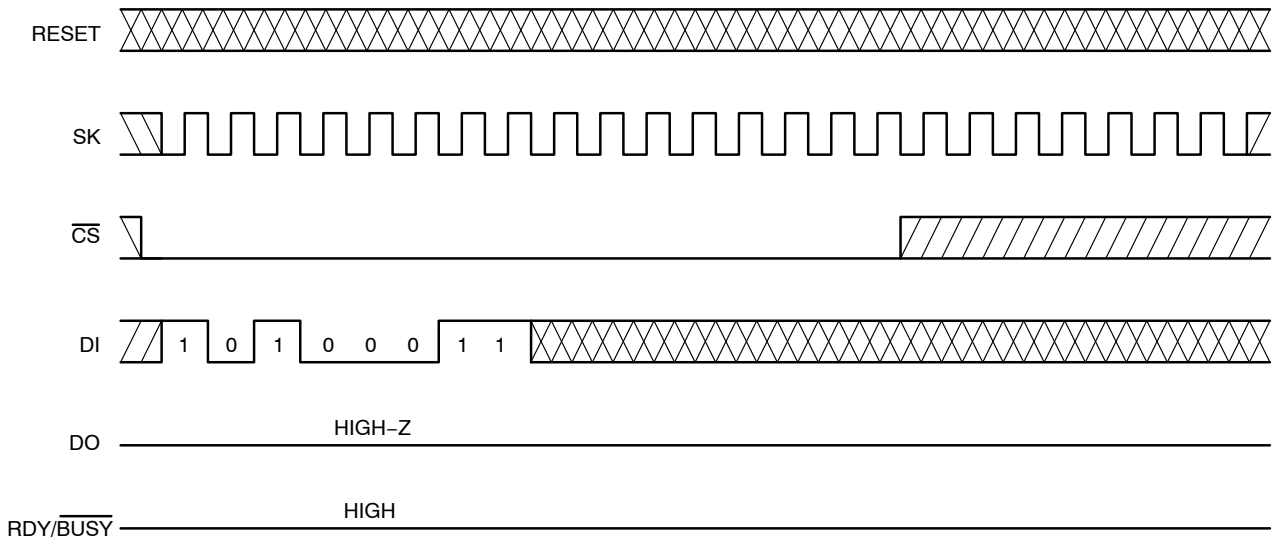 RESET
SK
CS
DI 1 0 1 0 0 0 1 1
HIGH–Z
DO
HIGH
RDY/BUSY